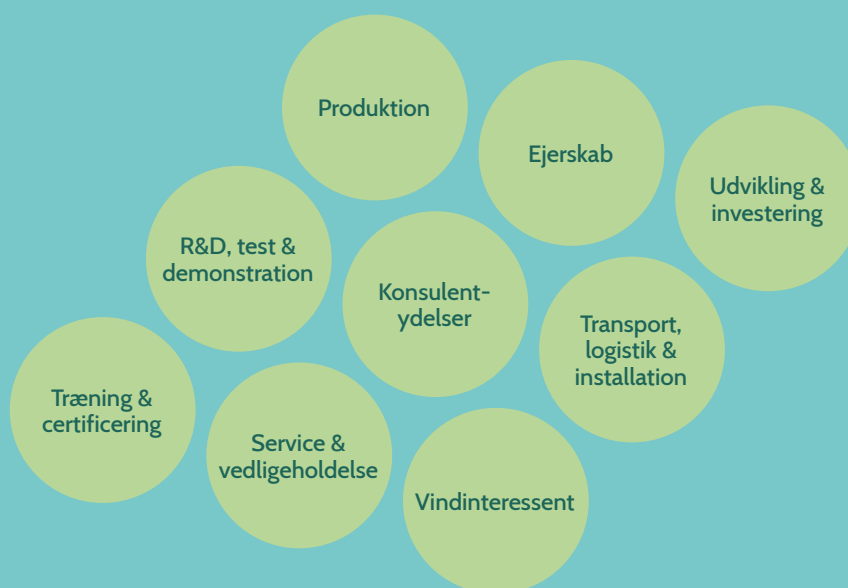 Produktion
Ejerskab
Udvikling &
investering
R&D, test &
demonstration
Konsulent-
ydelser
Transport,
logistik &
installation
Træning &
certificering
Service &
vedligeholdelse
Vindinteressent